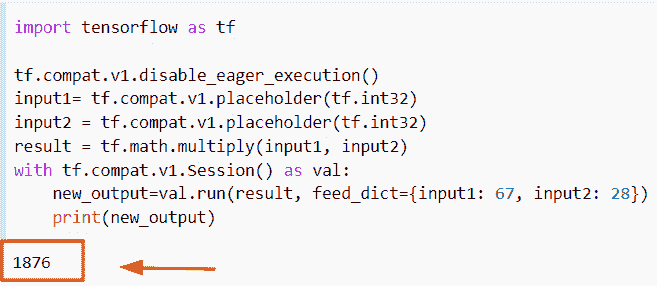 import tensorflow as tf
tf.compat.v1.disable_eager_execution()
input1= tf.compat.v1.placeholder(tf.int32)
input2 = tf.compat.v1.placeholder(tf.int32)
result = tf.math.multiply(input1, input2)
with tf.compat.v1.Session() as val:
    new_output=val.run(result, feed_dict={input1: 67, input2: 28})
    print(new_output)
1876